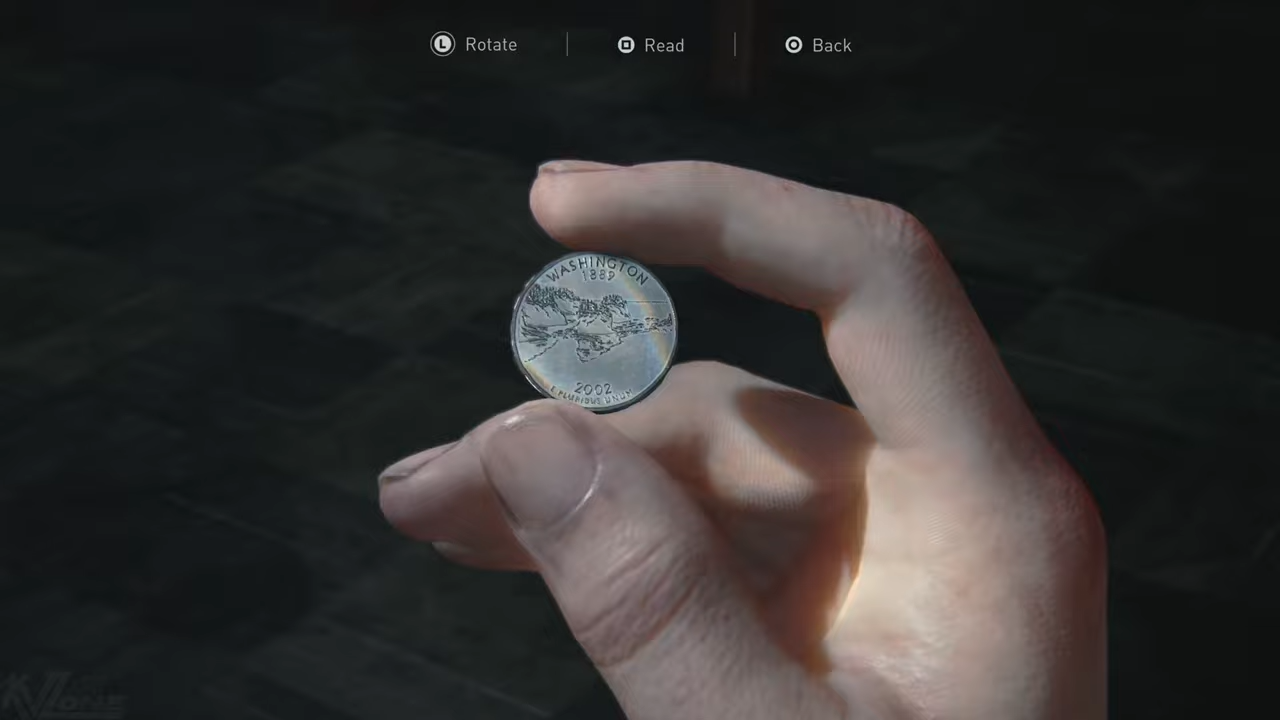 L Rotate | Read | Back
WASHINGTON
1889
2002
E PLURIBUS UNUM